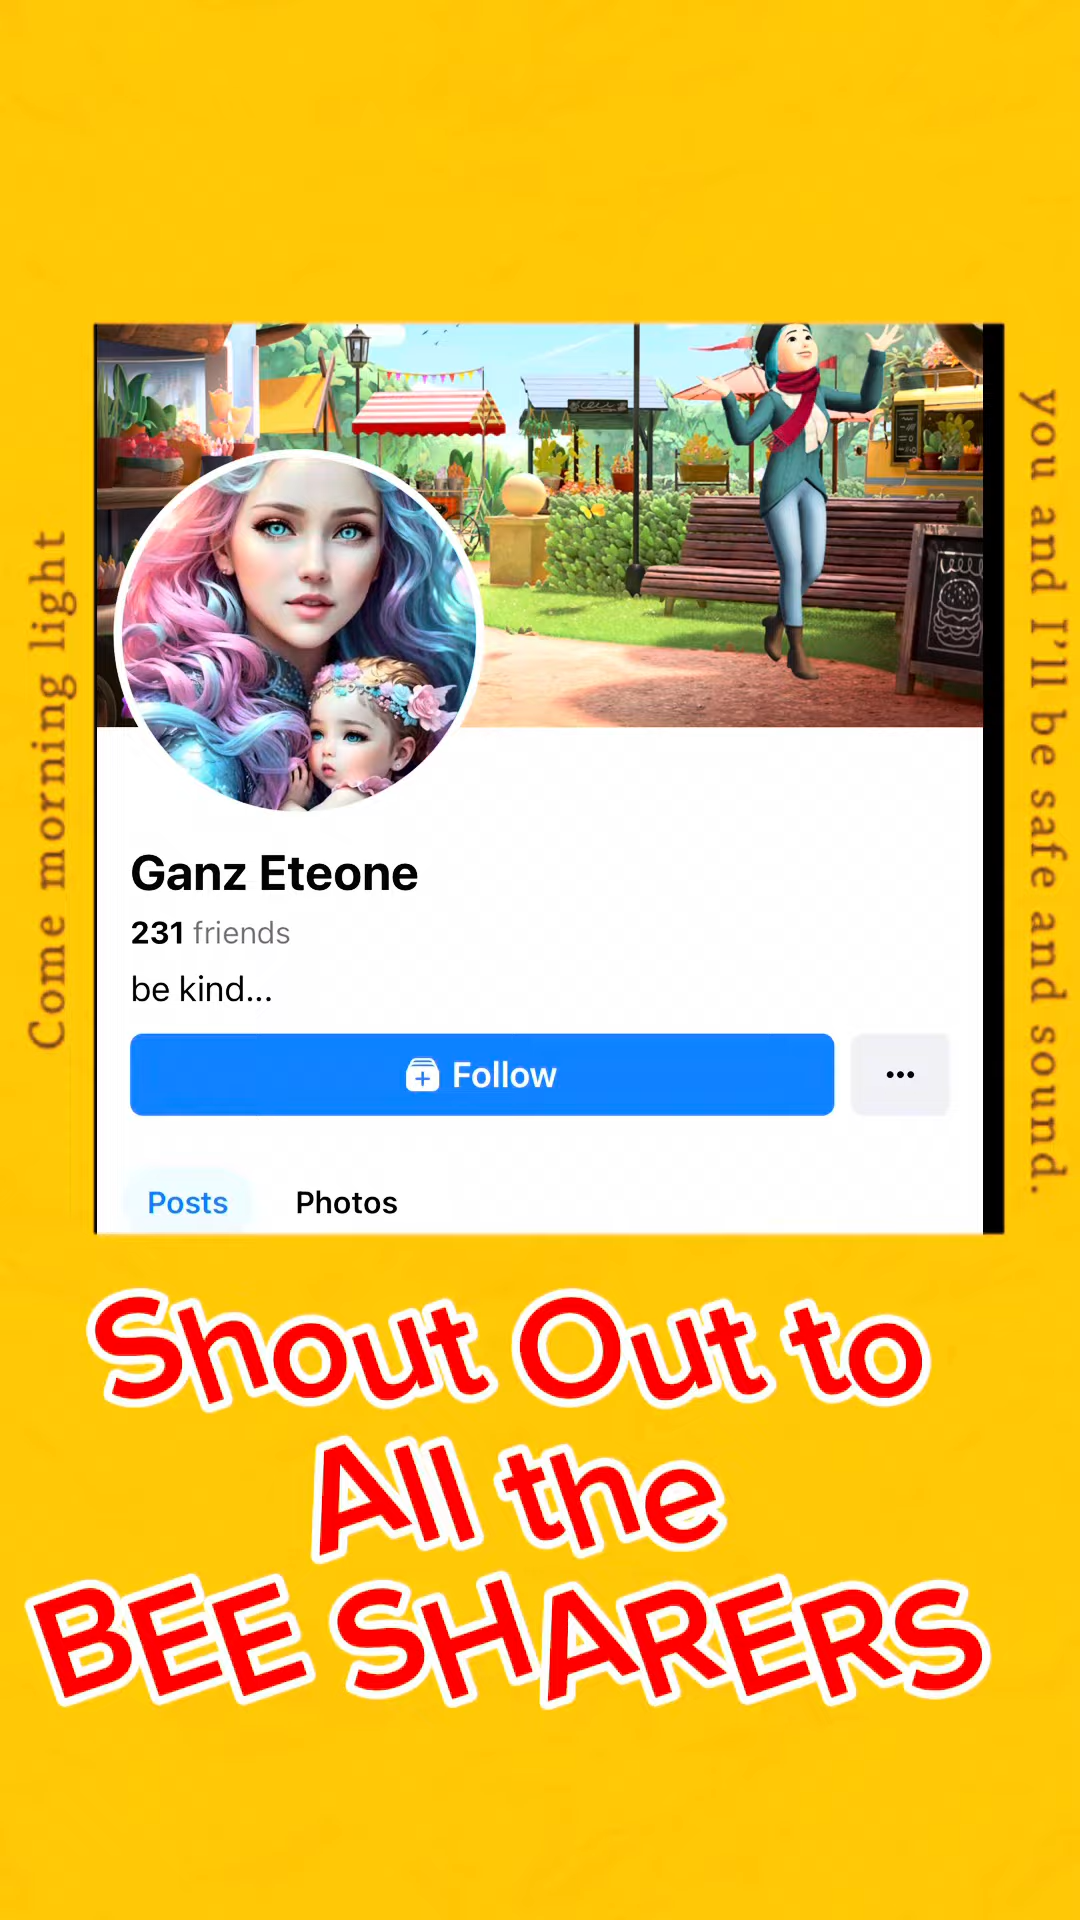 Come morning light
you and I'll be safe and sound.
Ganz Eteone
231 friends
be kind...
Follow
Posts Photos
Shout Out to
All the
BEE SHARERS